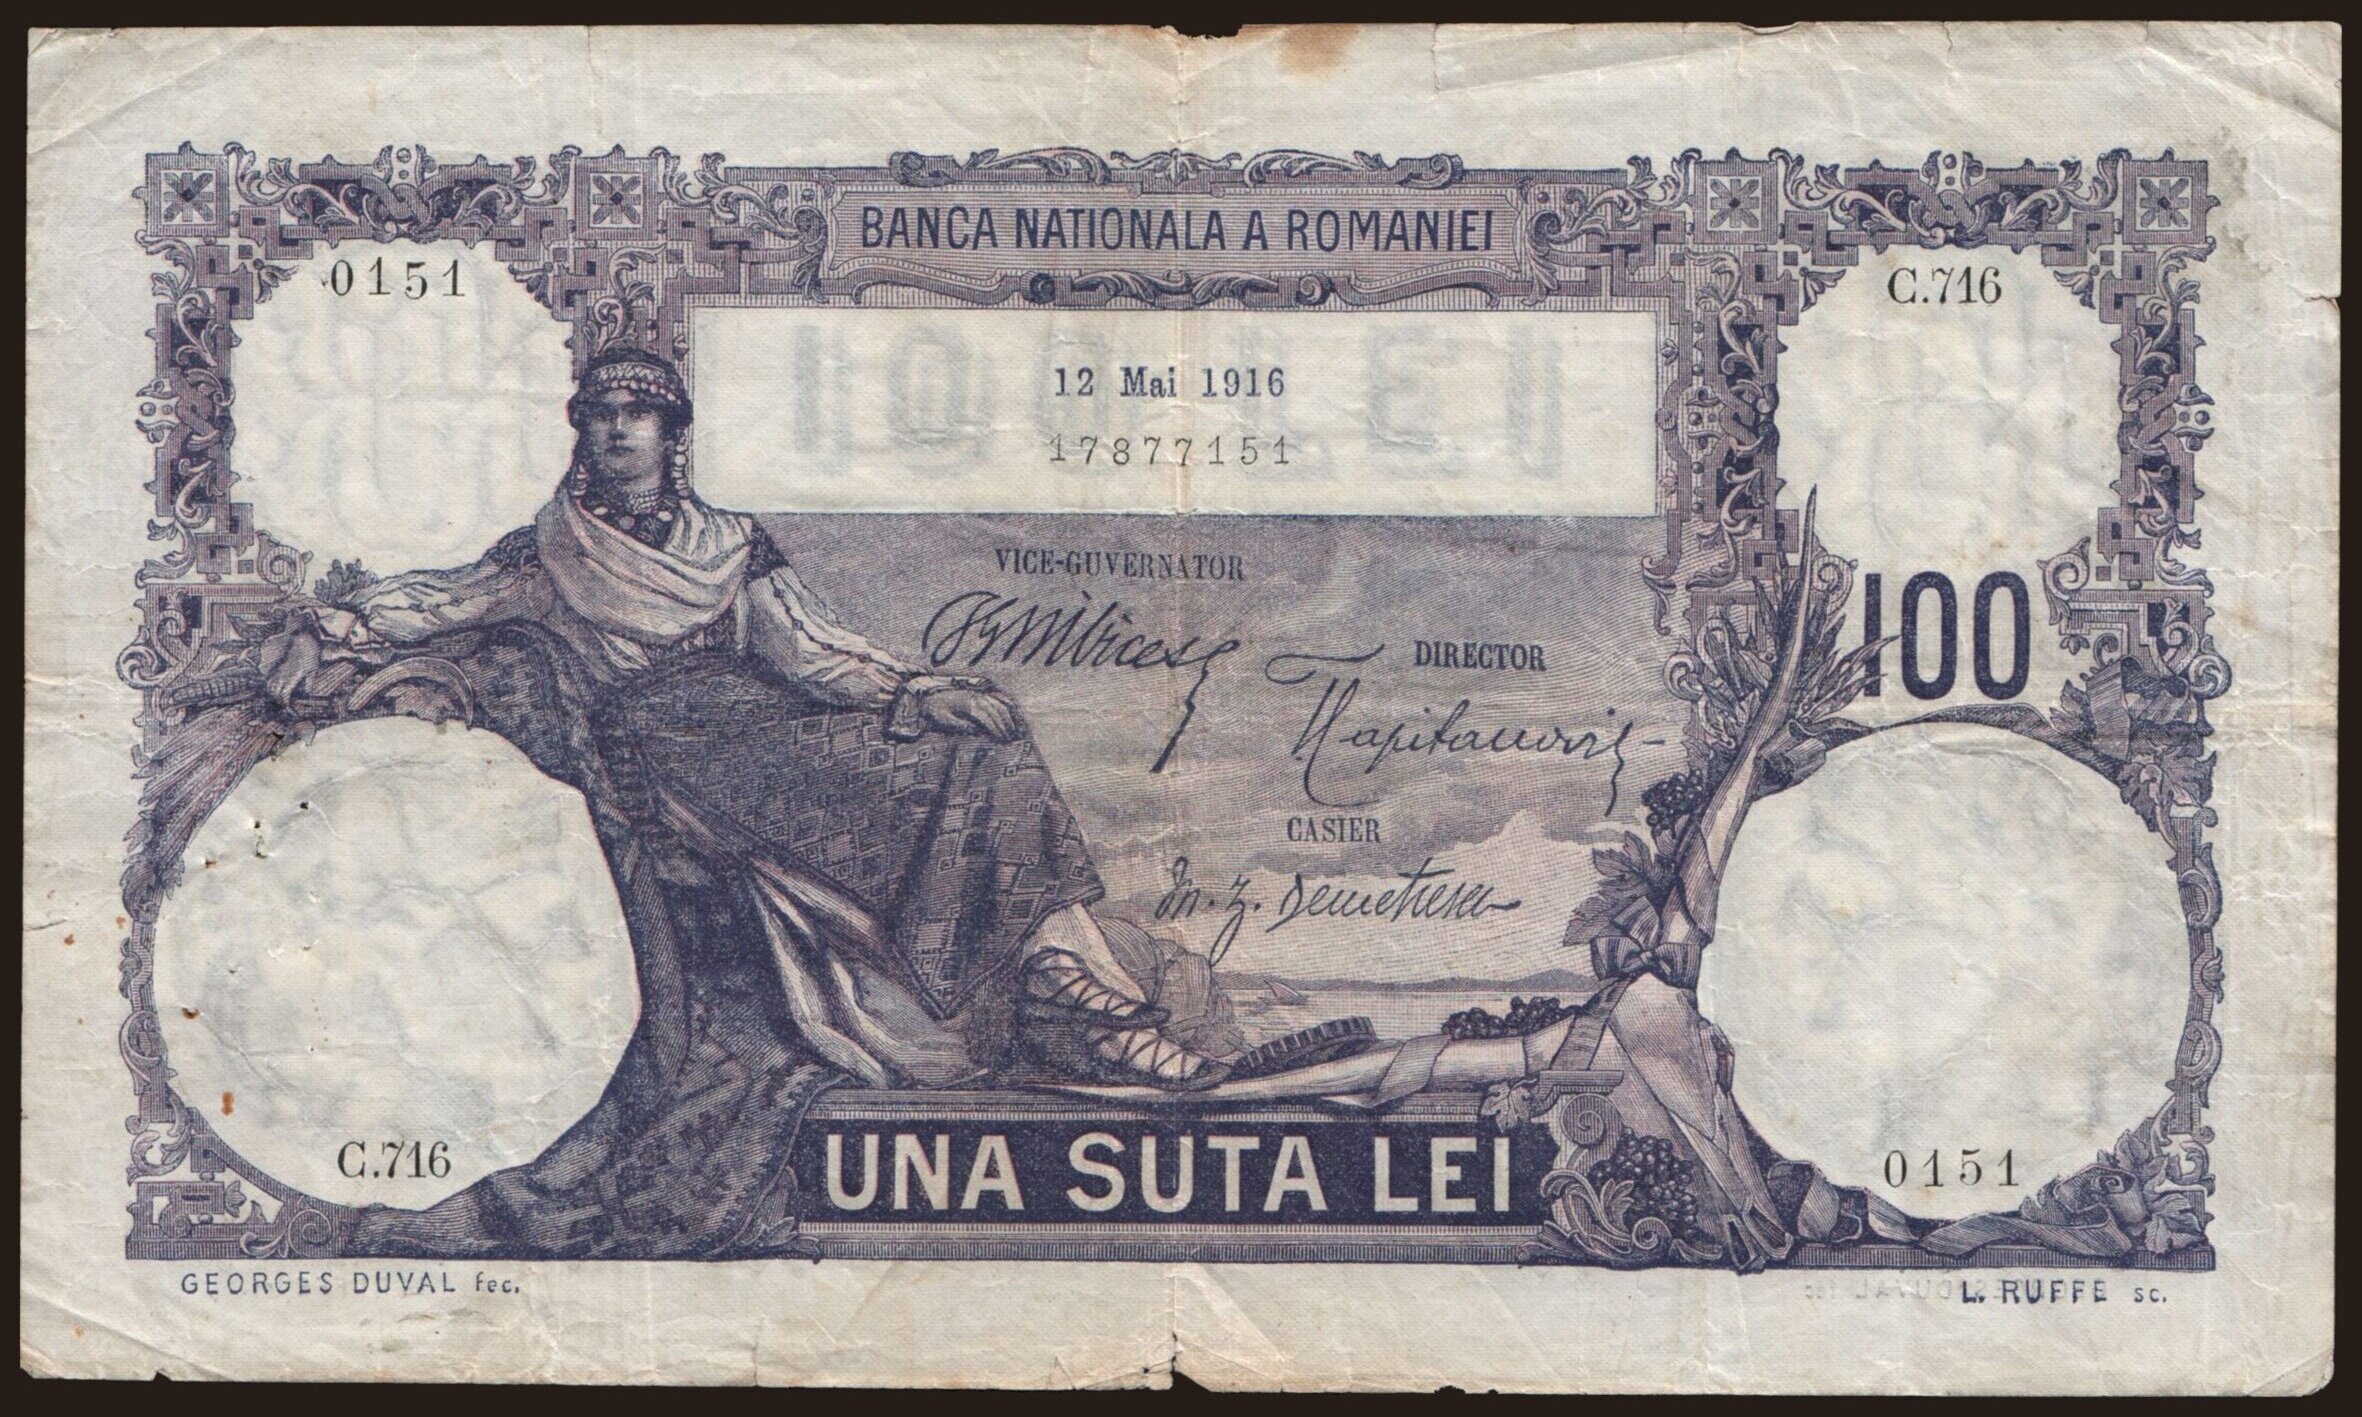 BANCA NATIONALA A ROMANIEI
0151
C.716
12 Mai 1916
17877151
VICE-GUVERNATOR
100
DIRECTOR
CASIER
M. Z. Demetrescu
C.716
0151
UNA SUTA LEI
GEORGES DUVAL fec.
L. RUFFE sc.